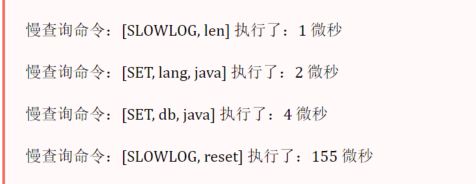 慢查询命令：[SLOWLOG, len] 执行了：1 微秒
慢查询命令：[SET, lang, java] 执行了：2 微秒
慢查询命令：[SET, db, java] 执行了：4 微秒
慢查询命令：[SLOWLOG, reset] 执行了：155 微秒